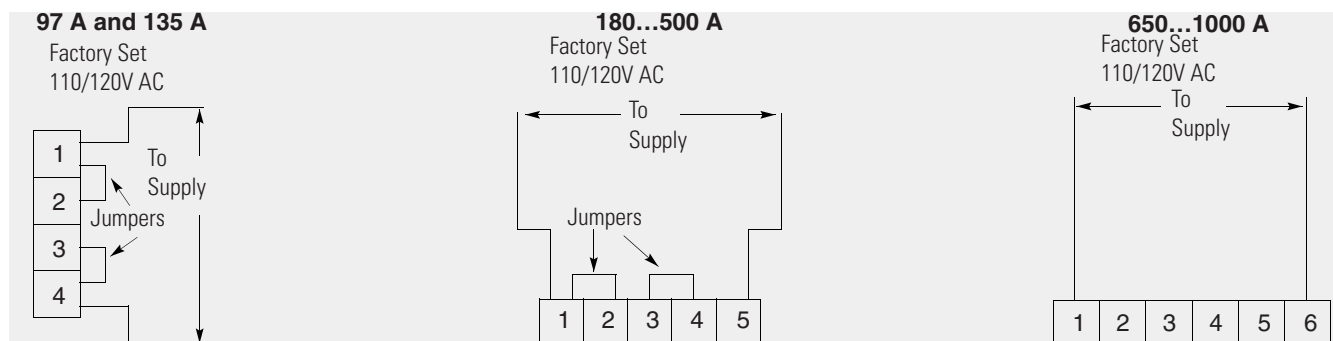 97 A and 135 A
Factory Set
110/120V AC
1
2
3
4
To
Supply
Jumpers
180...500 A
Factory Set
110/120V AC
To
Supply
Jumpers
1 2 3 4 5
650...1000 A
Factory Set
110/120V AC
To
Supply
1 2 3 4 5 6